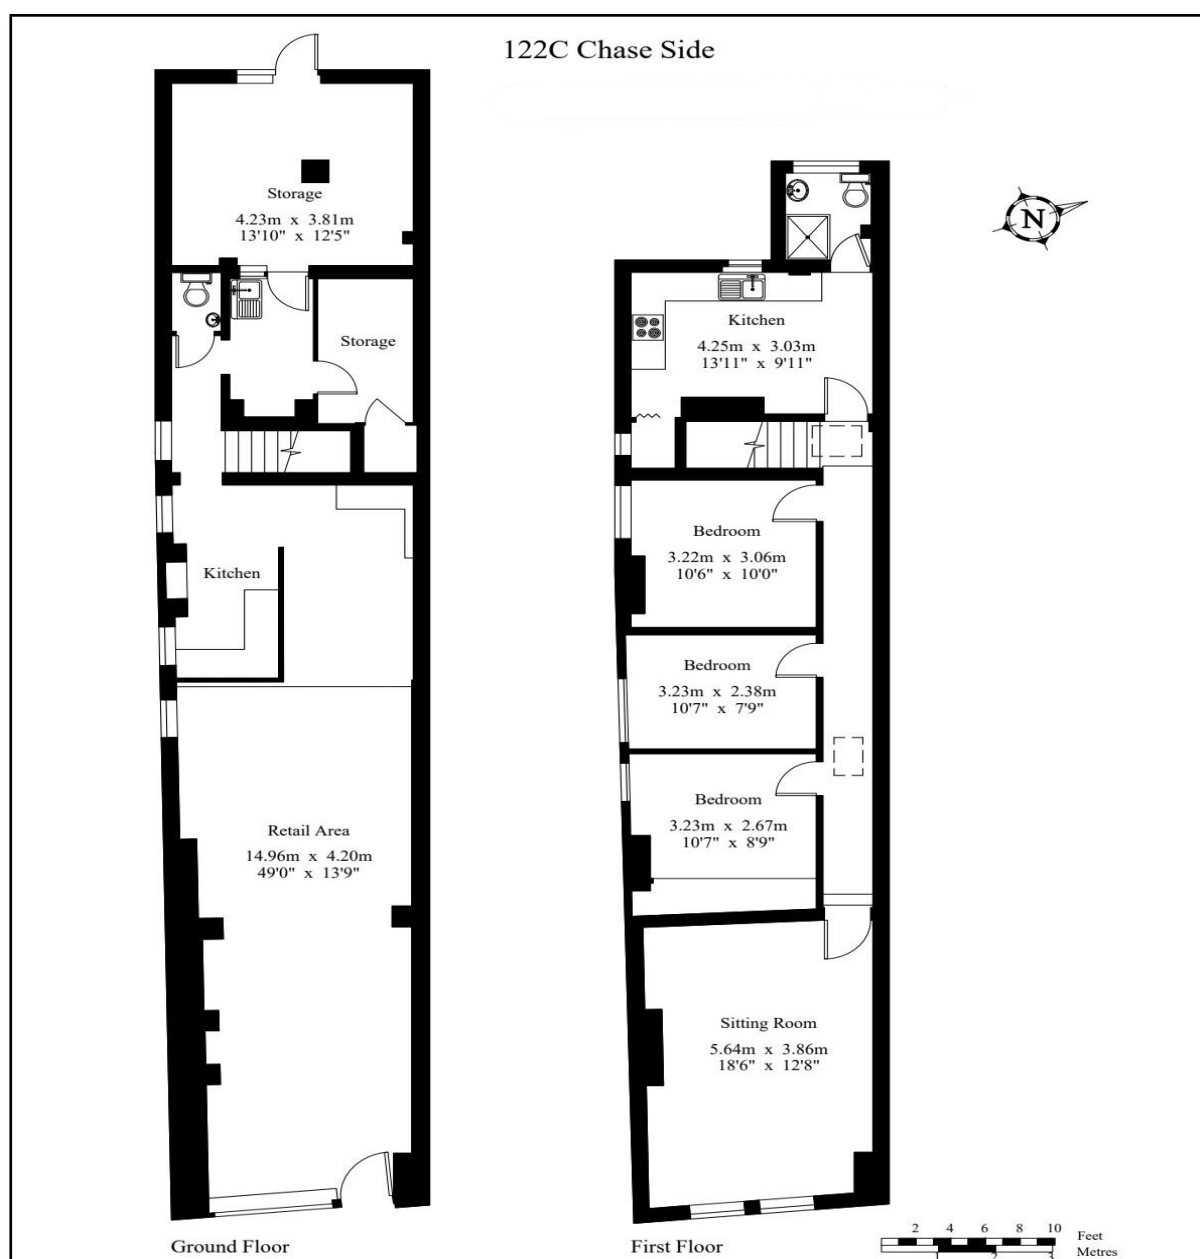 122C Chase Side
Storage
4.23m x 3.81m
13'10" x 12'5"
Storage
Kitchen
Retail Area
14.96m x 4.20m
49'0" x 13'9"
Ground Floor
N
Kitchen
4.25m x 3.03m
13'11" x 9'11"
Bedroom
3.22m x 3.06m
10'6" x 10'0"
Bedroom
3.23m x 2.38m
10'7" x 7'9"
Bedroom
3.23m x 2.67m
10'7" x 8'9"
Sitting Room
5.64m x 3.86m
18'6" x 12'8"
First Floor
2 4 6 8 10 Feet
1 2 3 Metres